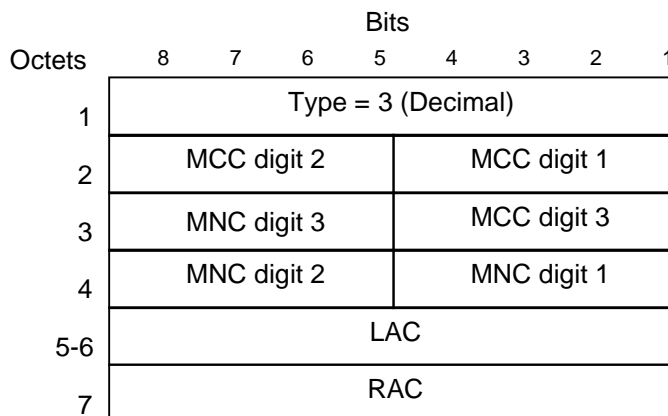 Bits
Octets 8 7 6 5 4 3 2 1
1 Type = 3 (Decimal)
2 MCC digit 2 MCC digit 1
3 MNC digit 3 MCC digit 3
4 MNC digit 2 MNC digit 1
5-6 LAC
7 RAC